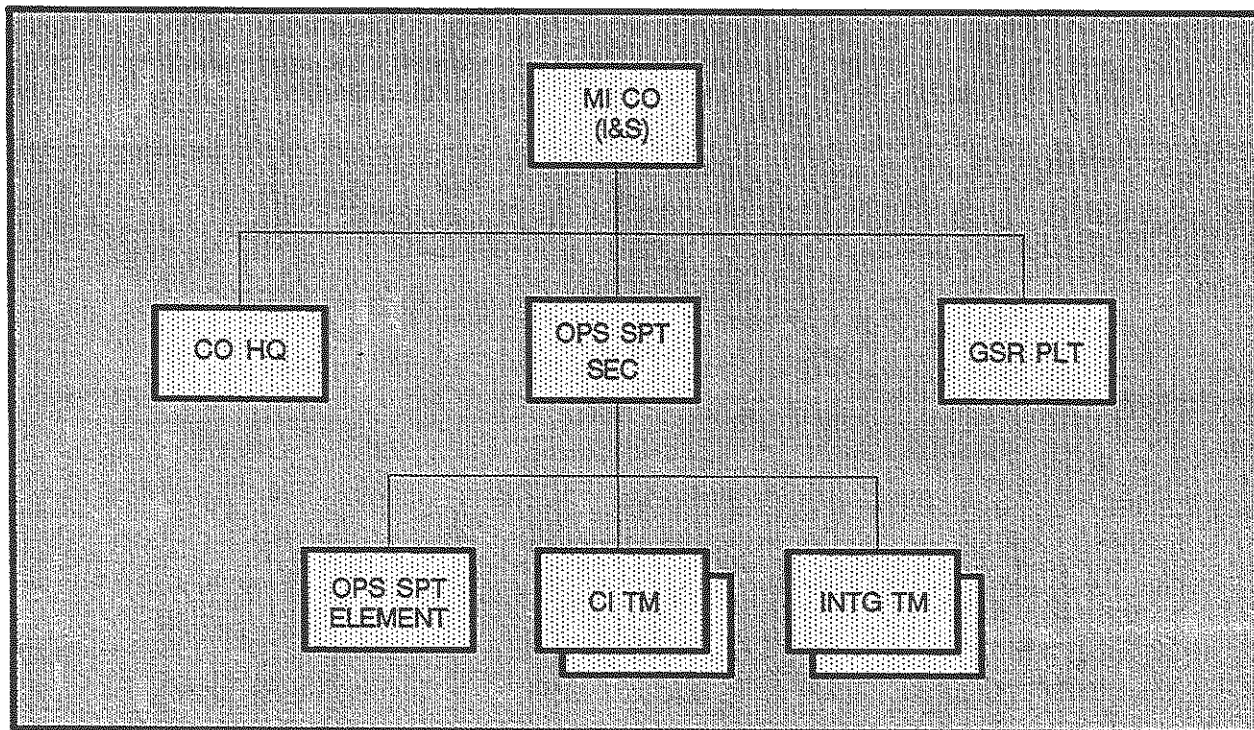 MI CO
(I&S)
CO HQ
OPS SPT
SEC
GSR PLT
OPS SPT
ELEMENT
CI TM
INTG TM